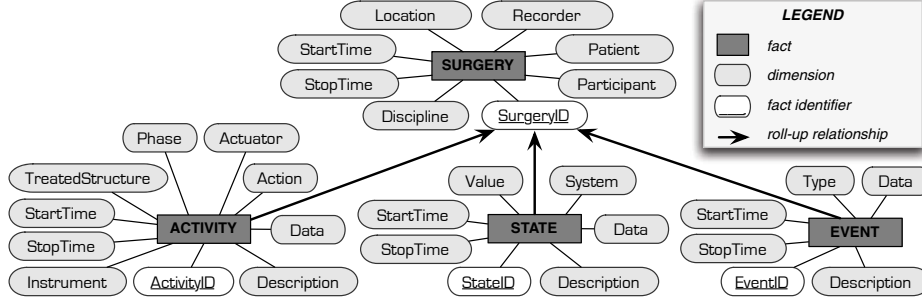 Location Recorder
StartTime Patient
SURGERY
StopTime Participant
Discipline SurgeryID
LEGEND
fact
dimension
fact identifier
roll-up relationship
Phase Actuator
TreatedStructure Action
StartTime
ACTIVITY Data
StopTime
Instrument ActivityID Description
Value System
StartTime
STATE Data
StopTime
StateID Description
Type Data
StartTime
EVENT
StopTime
EventID Description